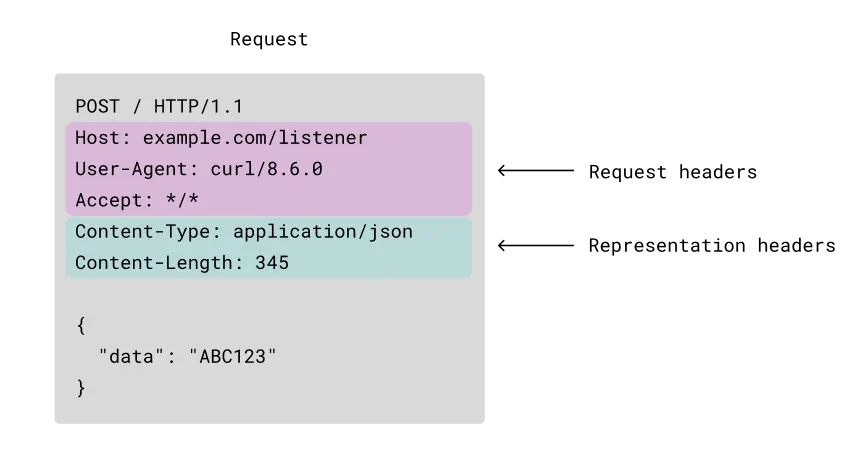 Request
POST / HTTP/1.1
Host: example.com/listener
User-Agent: curl/8.6.0
Accept: */*
Request headers
Content-Type: application/json
Content-Length: 345
Representation headers
{
  "data": "ABC123"
}